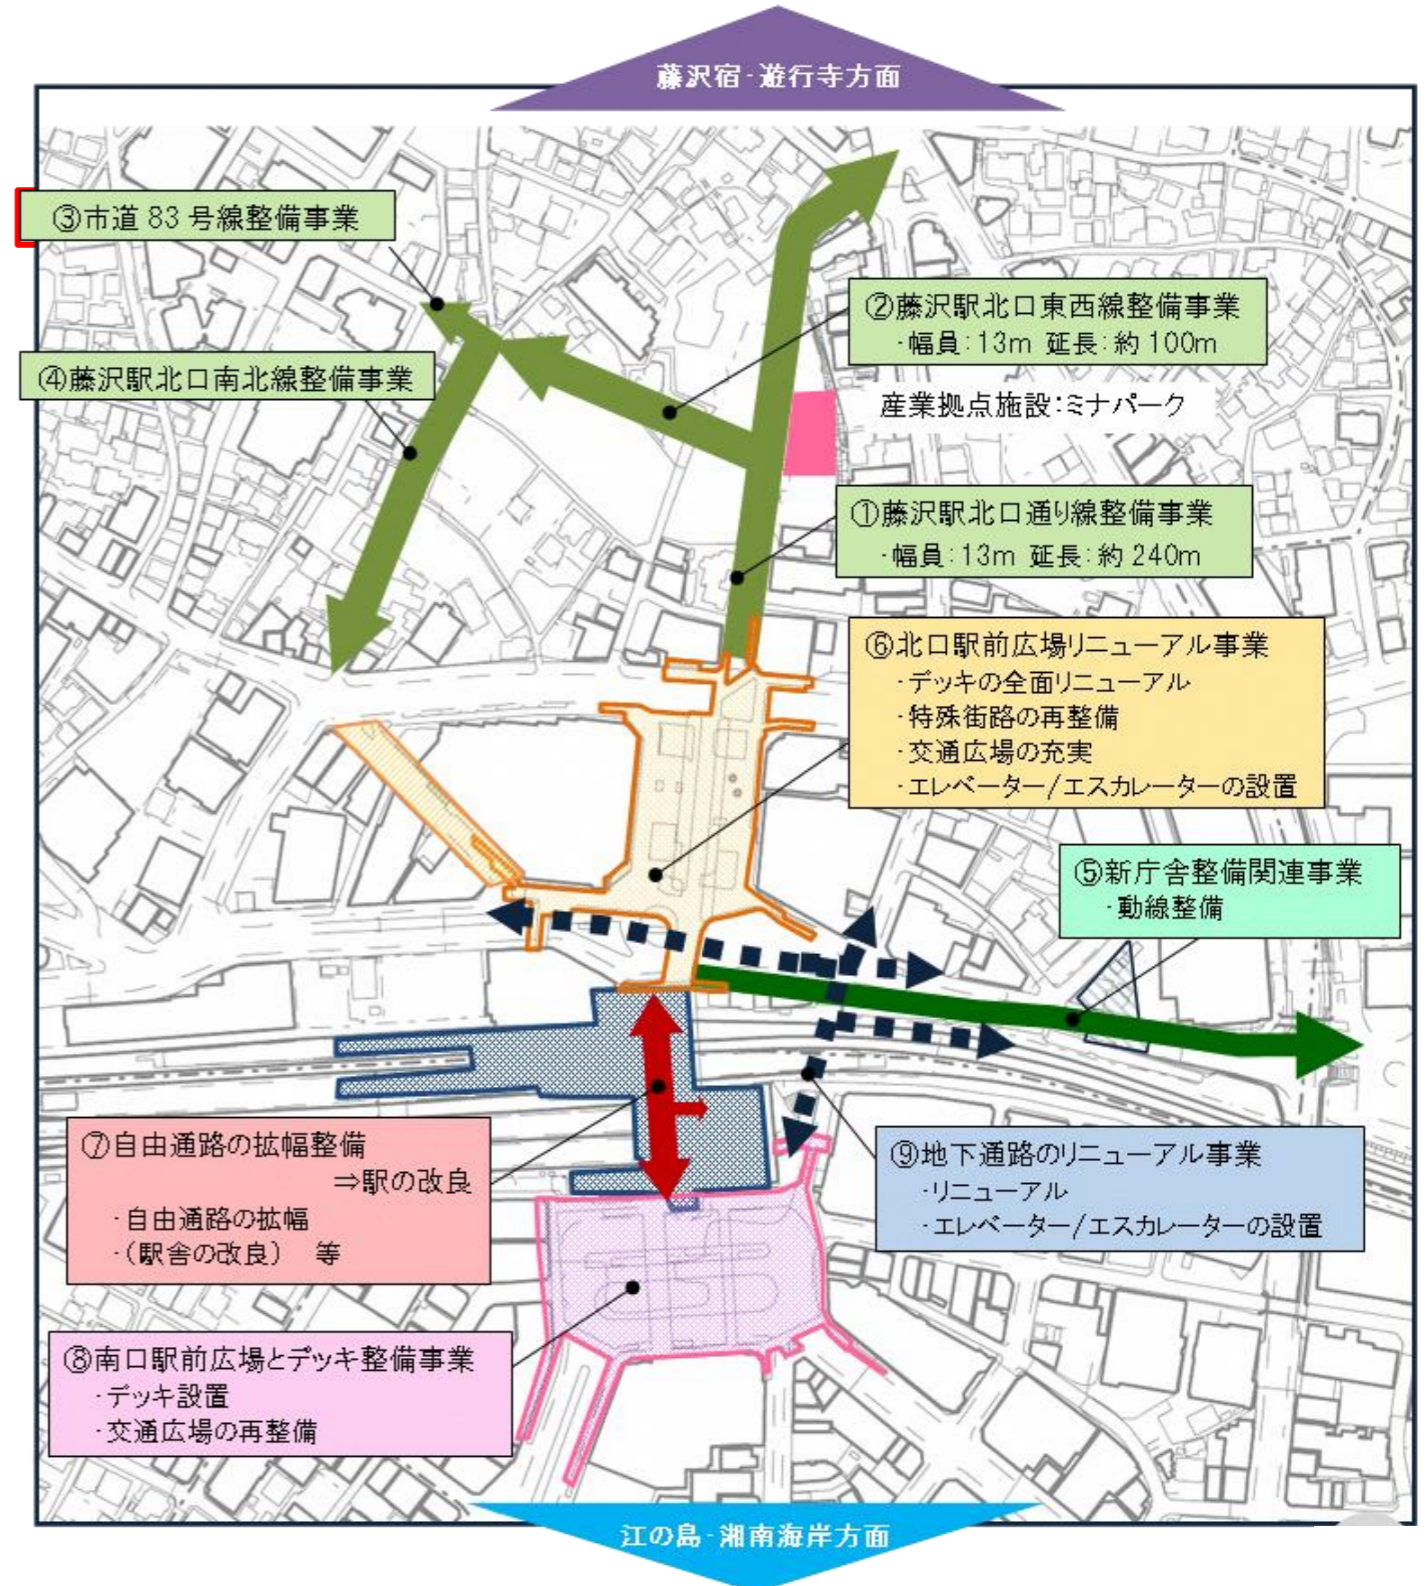 藤沢宿・遊行寺方面
③市道 83 号線整備事業
②藤沢駅北口東西線整備事業
・幅員：13m 延長：約 100m
④藤沢駅北口南北線整備事業
産業拠点施設：ミナパーク
①藤沢駅北口通り線整備事業
・幅員：13m 延長：約 240m
⑥北口駅前広場リニューアル事業
・デッキの全面リニューアル
・特殊街路の再整備
・交通広場の充実
・エレベーター/エスカレーターの設置
⑤新庁舎整備関連事業
・動線整備
⑦自由通路の拡幅整備
⇒駅の改良
・自由通路の拡幅
・（駅舎の改良）　等
⑨地下通路のリニューアル事業
・リニューアル
・エレベーター/エスカレーターの設置
⑧南口駅前広場とデッキ整備事業
・デッキ設置
・交通広場の再整備
江の島・湘南海岸方面